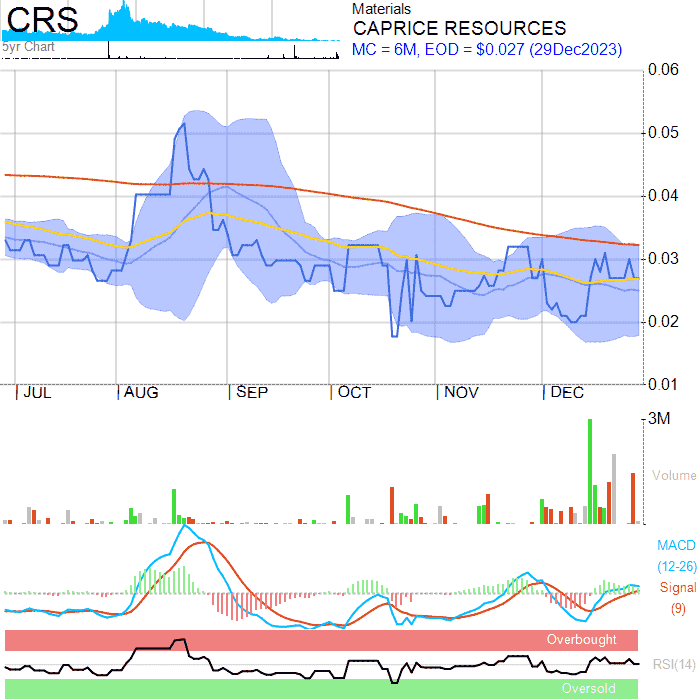 CRS
5yr Chart
Materials
CAPRICE RESOURCES
MC = 6M, EOD = $0.027 (29Dec2023)
0.06
0.05
0.04
0.03
0.02
0.01
JUL AUG SEP OCT NOV DEC
3M
Volume
MACD
(12-26)
Signal
(9)
Overbought
RSI(14)
Oversold